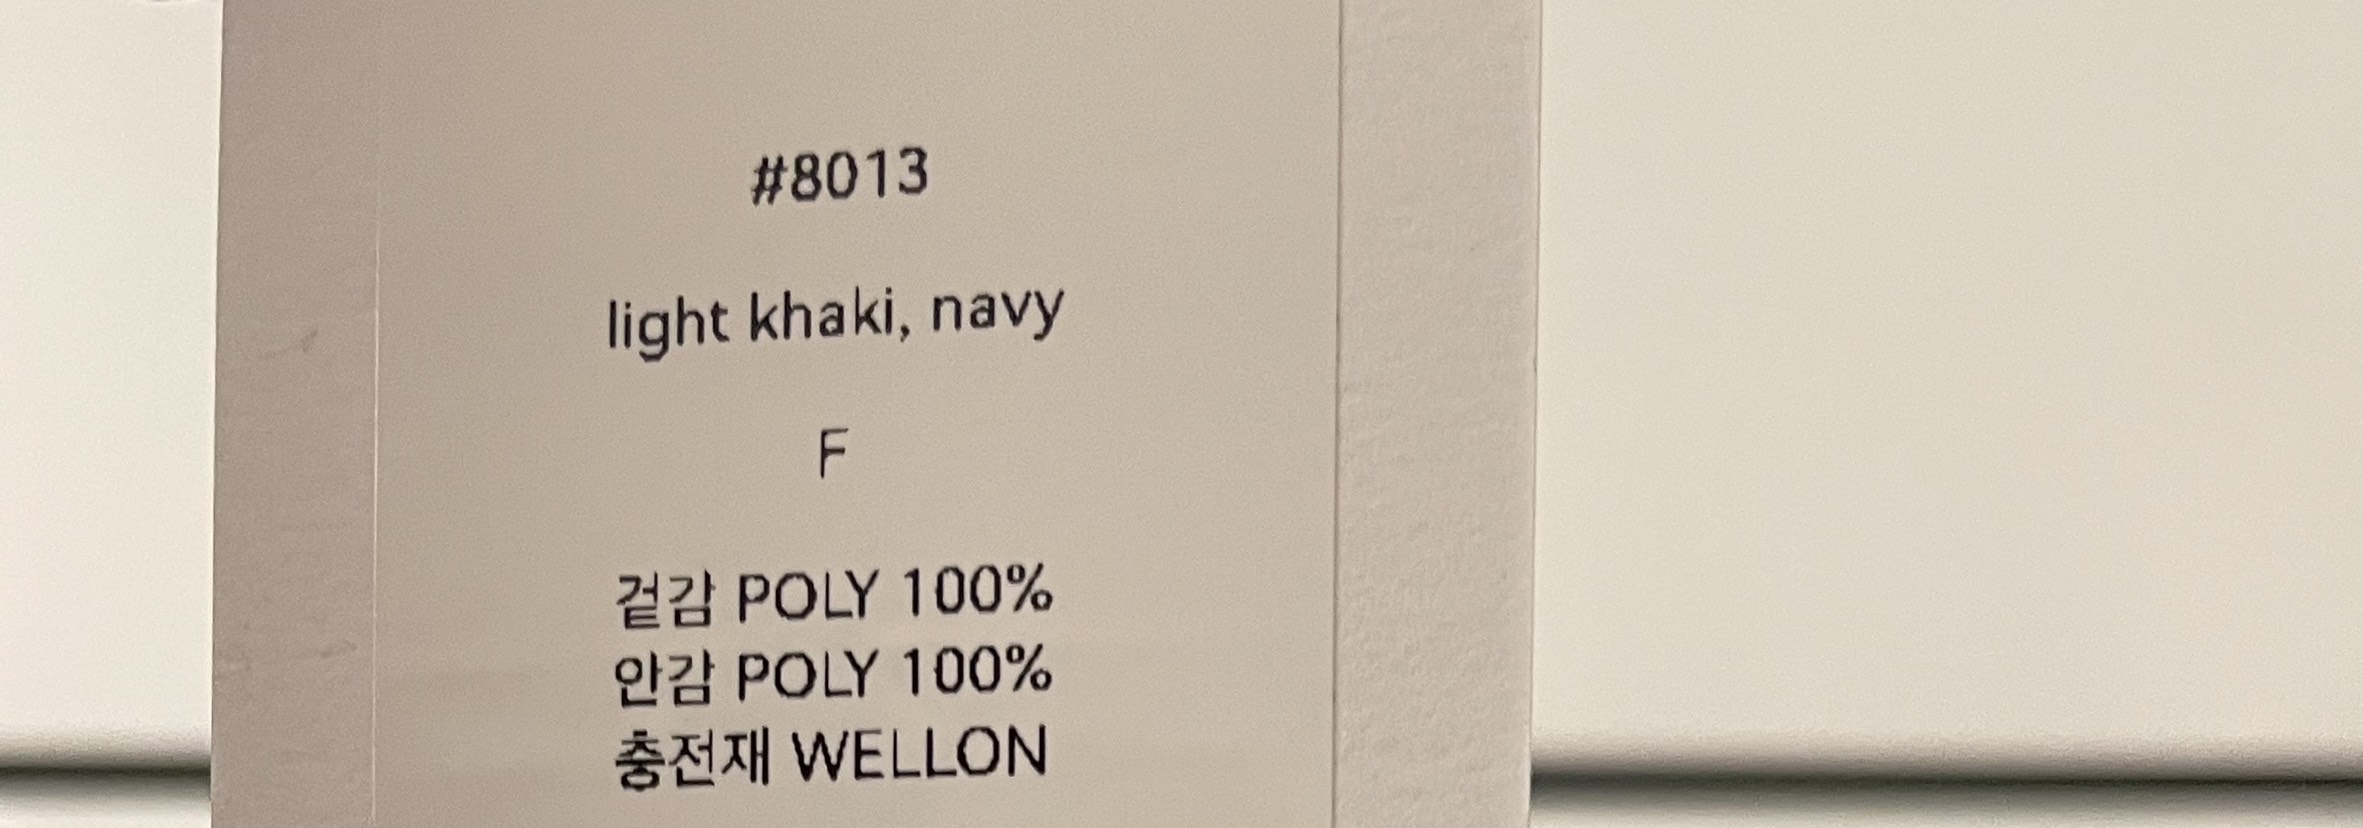 #8013
light khaki, navy
F
겉감 POLY 100%
안감 POLY 100%
충전재 WELLON